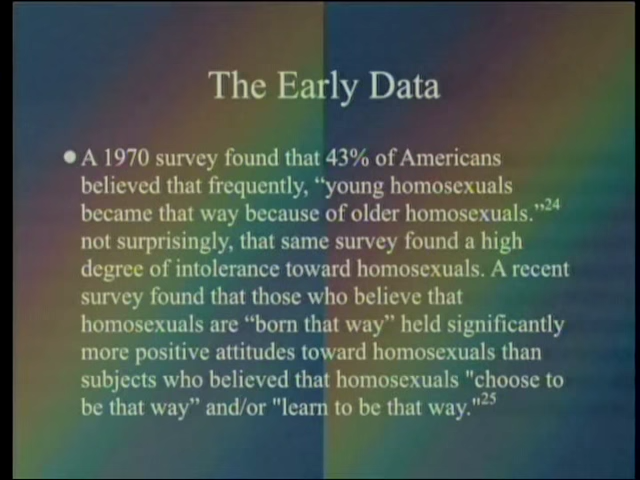 The Early Data
● A 1970 survey found that 43% of Americans
believed that frequently, “young homosexuals
became that way because of older homosexuals.”24
not surprisingly, that same survey found a high
degree of intolerance toward homosexuals. A recent
survey found that those who believe that
homosexuals are “born that way” held significantly
more positive attitudes toward homosexuals than
subjects who believed that homosexuals "choose to
be that way” and/or "learn to be that way."25